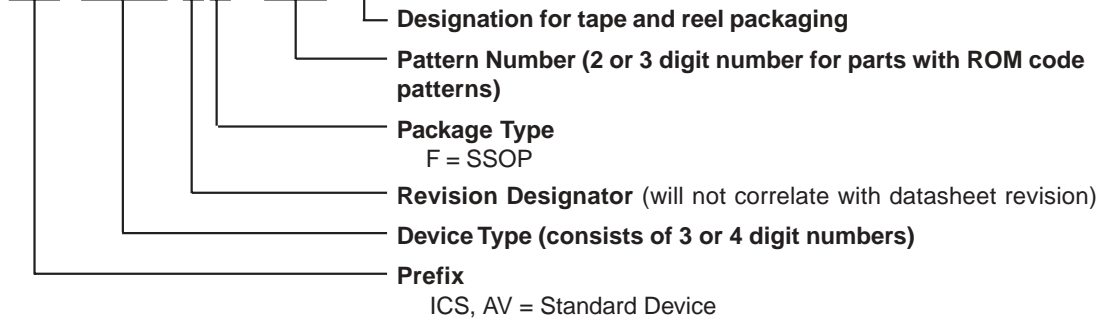 Designation for tape and reel packaging
Pattern Number (2 or 3 digit number for parts with ROM code
patterns)
Package Type
F = SSOP
Revision Designator (will not correlate with datasheet revision)
Device Type (consists of 3 or 4 digit numbers)
Prefix
ICS, AV = Standard Device